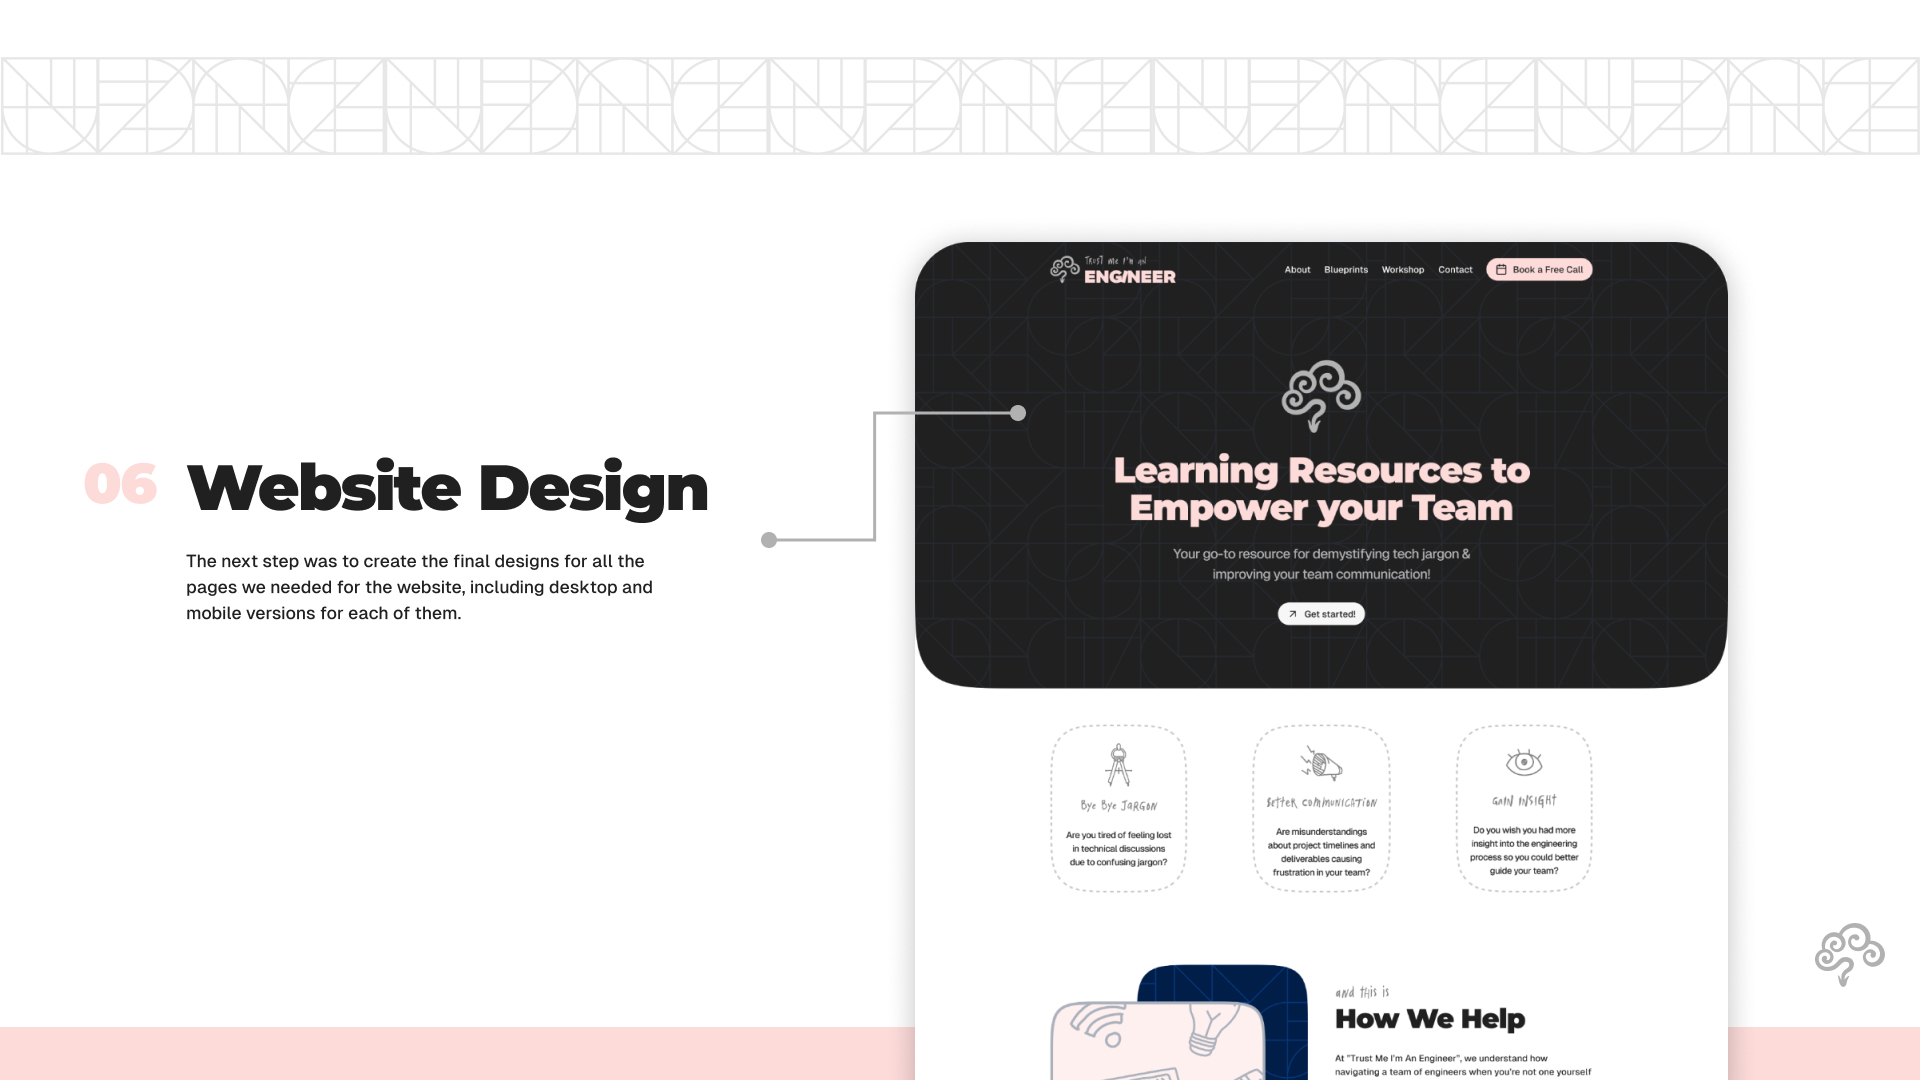 06 Website Design
The next step was to create the final designs for all the
pages we needed for the website, including desktop and
mobile versions for each of them.
TRUST ME I'M AN
ENGINEER
About Blueprints Workshop Contact Book a Free Call
Learning Resources to
Empower your Team
Your go-to resource for demystifying tech jargon &
improving your team communication!
Get started!
Bye Bye JARGON
Are you tired of feeling lost
in technical discussions
due to confusing jargon?
BetteR COMMUNICATION
Are misunderstandings
about project timelines and
deliverables causing
frustration in your team?
GAIN INSIGHT
Do you wish you had more
insight into the engineering
process so you could better
guide your team?
and this is
How We Help
At "Trust Me I'm An Engineer", we understand how
navigating a team of engineers when you're not one yourself